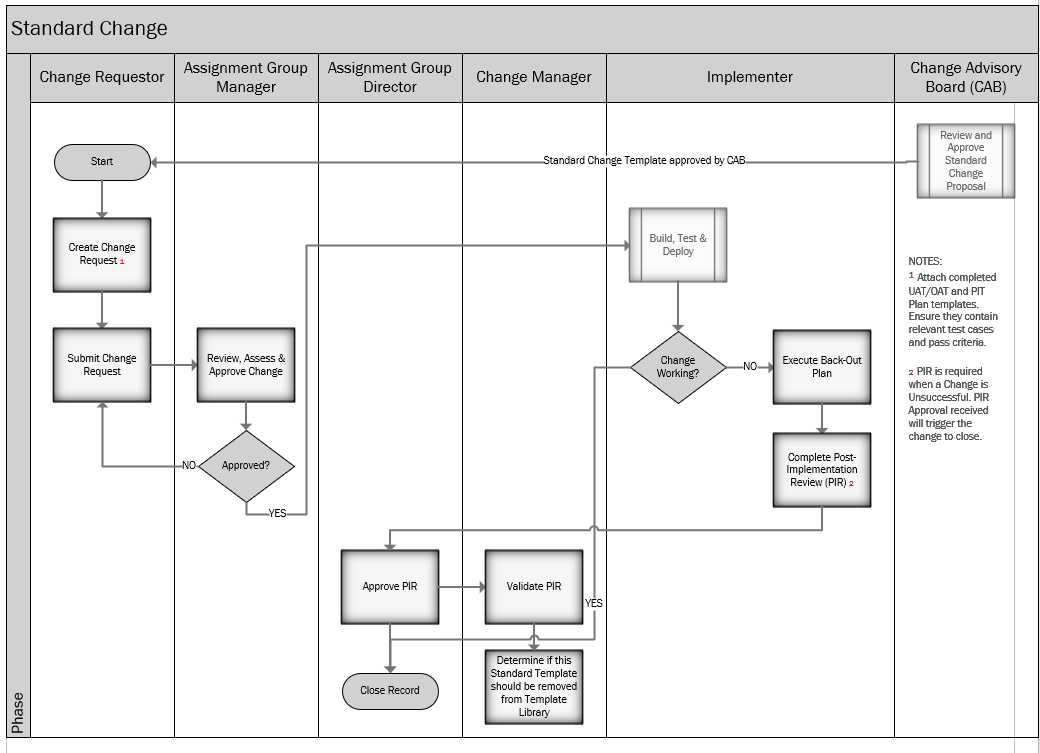 Standard Change
Change Requestor
Assignment Group
Manager
Assignment Group
Director
Change Manager
Implementer
Change Advisory
Board (CAB)
Phase
Start
Standard Change Template approved by CAB
Review and
Approve
Standard
Change
Proposal
Create Change
Request 1
Build, Test &
Deploy
Submit Change
Request
Review, Assess &
Approve Change
Change
Working?
NO
Execute Back-Out
Plan
NO
Approved?
YES
Complete Post-
Implementation
Review (PIR) 2
Approve PIR
Validate PIR
YES
Close Record
Determine if this
Standard Template
should be removed
from Template
Library
NOTES:
1 Attach completed
UAT/OAT and PIT
Plan templates.
Ensure they contain
relevant test cases
and pass criteria.
2 PIR is required
when a Change is
Unsuccessful. PIR
Approval received
will trigger the
change to close.